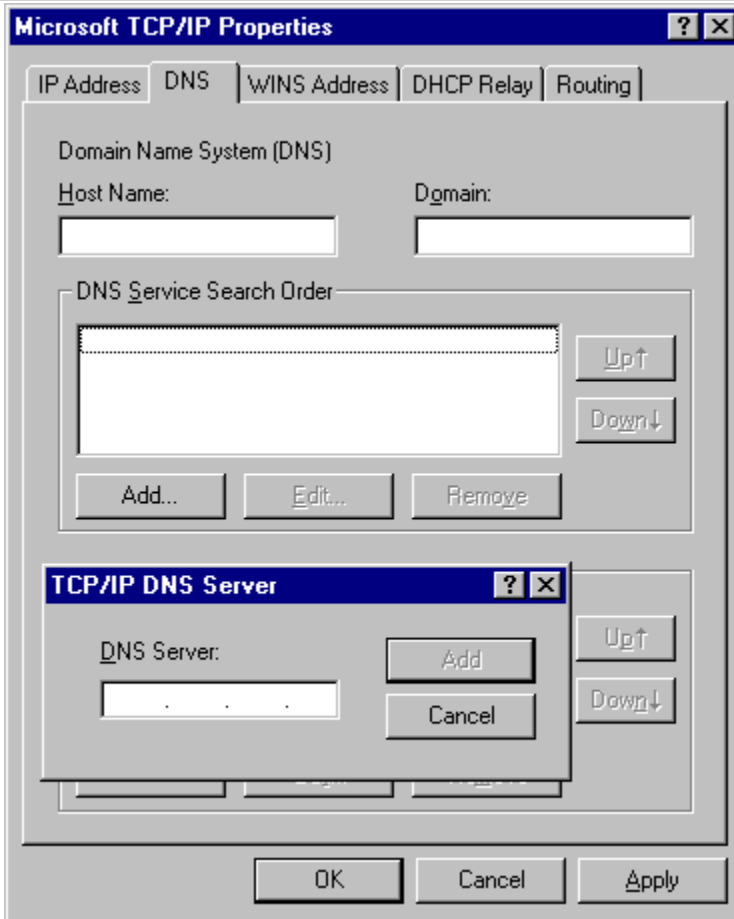 Microsoft TCP/IP Properties
IP Address DNS WINS Address DHCP Relay Routing
Domain Name System (DNS)
Host Name: Domain:
DNS Service Search Order
Up↑
Down↓
Add... Edit... Remove
TCP/IP DNS Server
DNS Server:
Add
. . .
Cancel
Up↑
Down↓
OK Cancel Apply